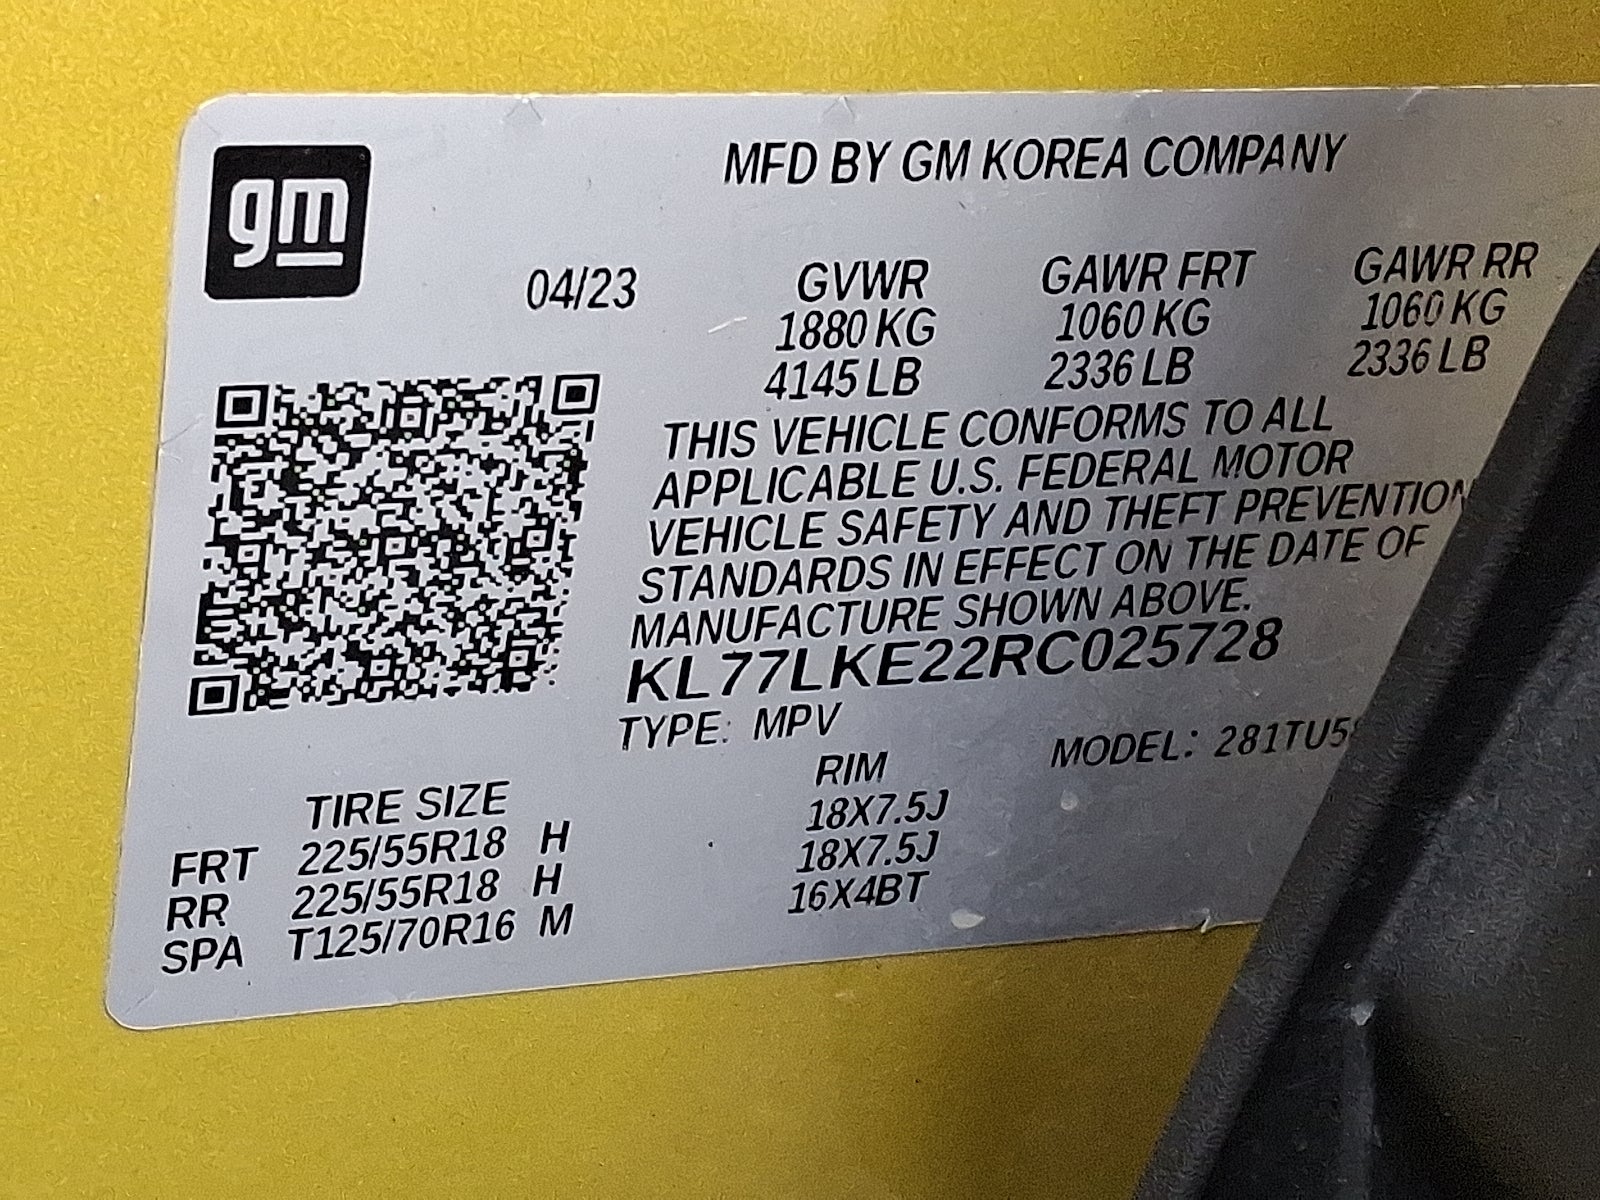 gm
MFD BY GM KOREA COMPANY
04/23 GVWR GAWR FRT GAWR RR
1880 KG 1060 KG 1060 KG
4145 LB 2336 LB 2336 LB
THIS VEHICLE CONFORMS TO ALL
APPLICABLE U.S. FEDERAL MOTOR
VEHICLE SAFETY AND THEFT PREVENTION
STANDARDS IN EFFECT ON THE DATE OF
MANUFACTURE SHOWN ABOVE.
KL77LKE22RC025728
TYPE: MPV MODEL:
TIRE SIZE RIM
FRT 225/55R18 H 18X7.5J
RR 225/55R18 H 18X7.5J
SPA T125/70R16 M 16X4BT